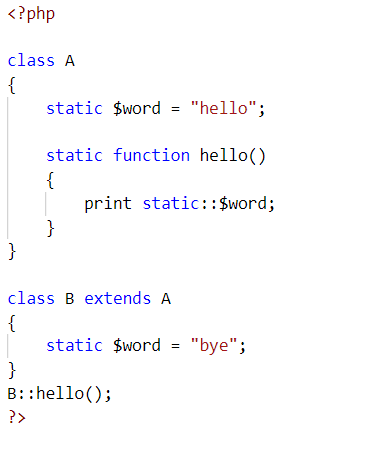 <?php
class A
{
    static $word = "hello";
    static function hello()
    {
        print static::$word;
    }
}
class B extends A
{
    static $word = "bye";
}
B::hello();
?>